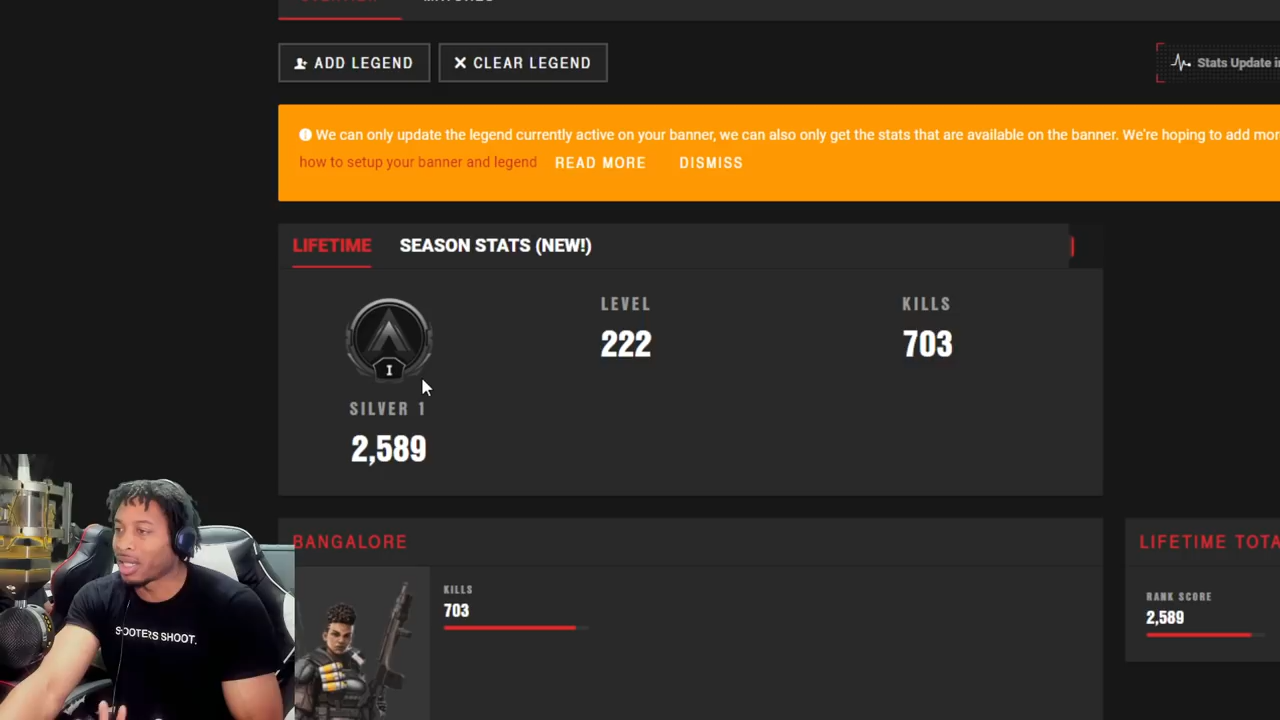 OVERVIEW MATCHES
ADD LEGEND CLEAR LEGEND Stats Update
We can only update the legend currently active on your banner, we can also only get the stats that are available on the banner. We're hoping to add
how to setup your banner and legend READ MORE DISMISS
LIFETIME SEASON STATS (NEW!)
LEVEL
222
KILLS
703
I
SILVER 1
2,589
BANGALORE
KILLS
703
LIFETIME
RANK SCORE
2,589
SHOOTERS SHOOT.